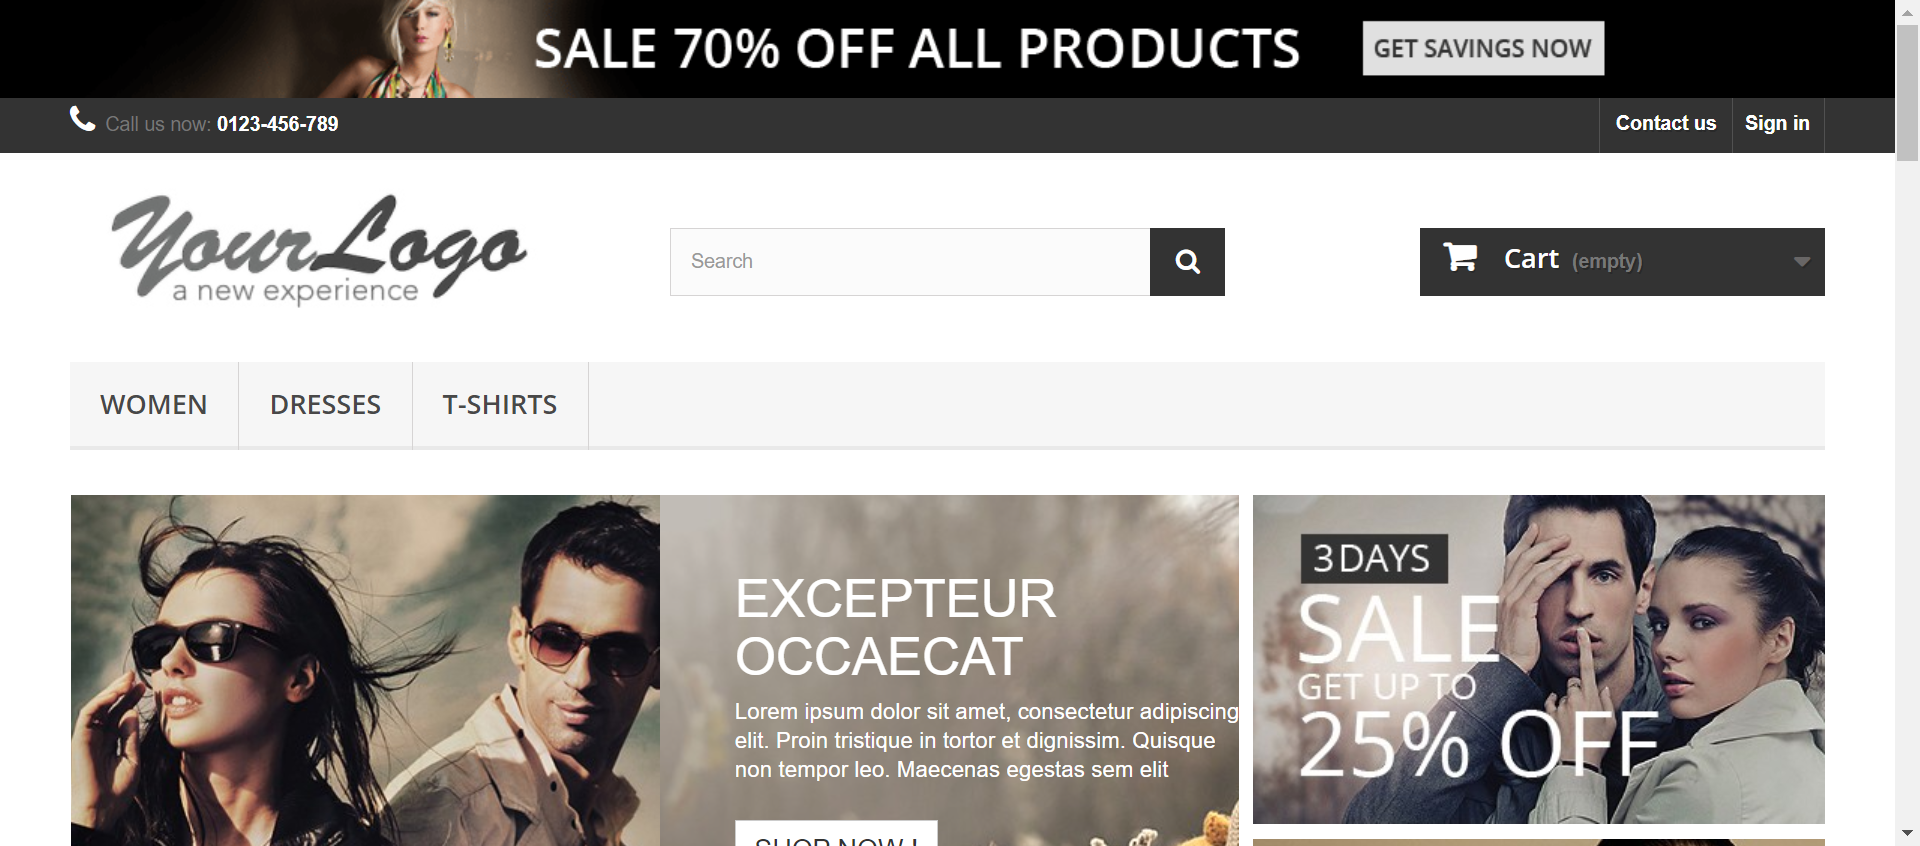 SALE 70% OFF ALL PRODUCTS
GET SAVINGS NOW
Call us now: 0123-456-789
Contact us
Sign in
YourLogo
a new experience
Search
Cart (empty)
WOMEN
DRESSES
T-SHIRTS
EXCEPTEUR
OCCAECAT
Lorem ipsum dolor sit amet, consectetur adipiscing
elit. Proin tristique in tortor et dignissim. Quisque
non tempor leo. Maecenas egestas sem elit
SHOP NOW !
3 DAYS
SALE
GET UP TO
25% OFF